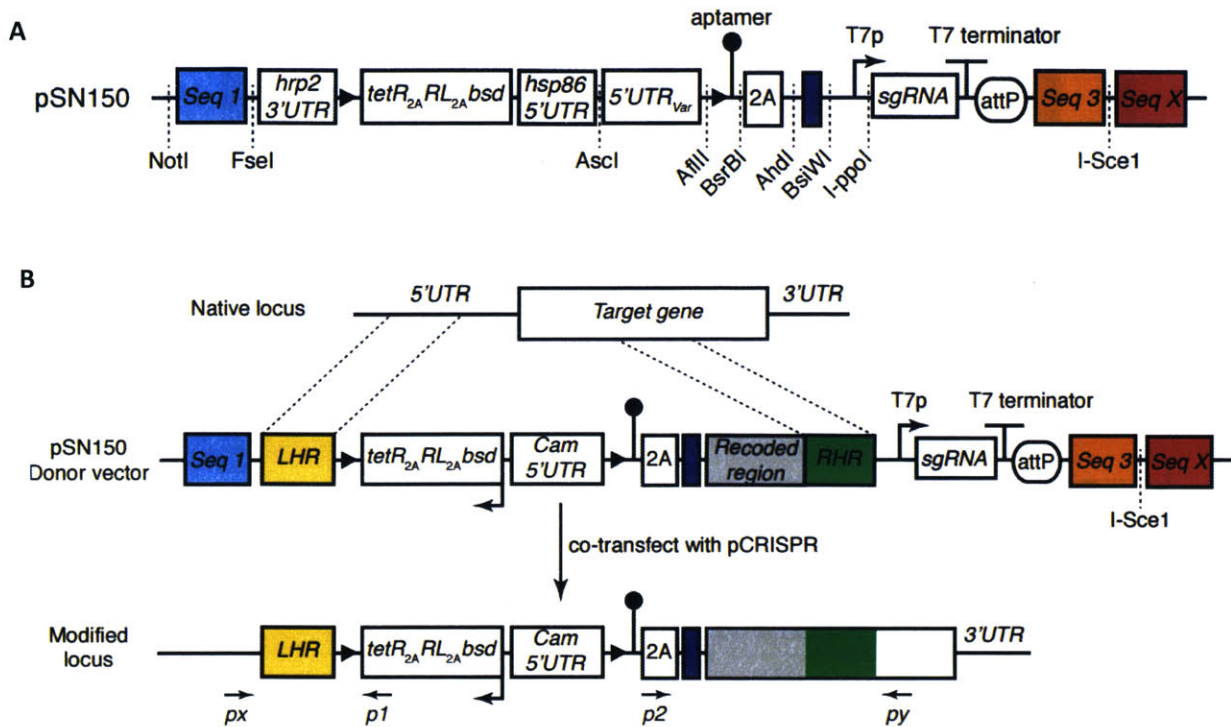 A
aptamer
T7p
T7 terminator
pSN150
Seq 1
hrp2
3'UTR
tetR2ARL2Absd
hsp86
5'UTR
5'UTRVar
2A
sgRNA
attP
Seq 3
Seq X
NotI
FseI
AscI
AflII
BsrBI
AhdI
BsiWI
I-ppoI
I-Sce1
B
5'UTR
3'UTR
Native locus
Target gene
T7p
T7 terminator
pSN150
Donor vector
Seq 1
LHR
tetR2ARL2Absd
Cam
5'UTR
2A
Recoded
region
RHR
sgRNA
attP
Seq 3
Seq X
I-Sce1
co-transfect with pCRISPR
Modified
locus
LHR
tetR2ARL2Absd
Cam
5'UTR
2A
3'UTR
px
p1
p2
py